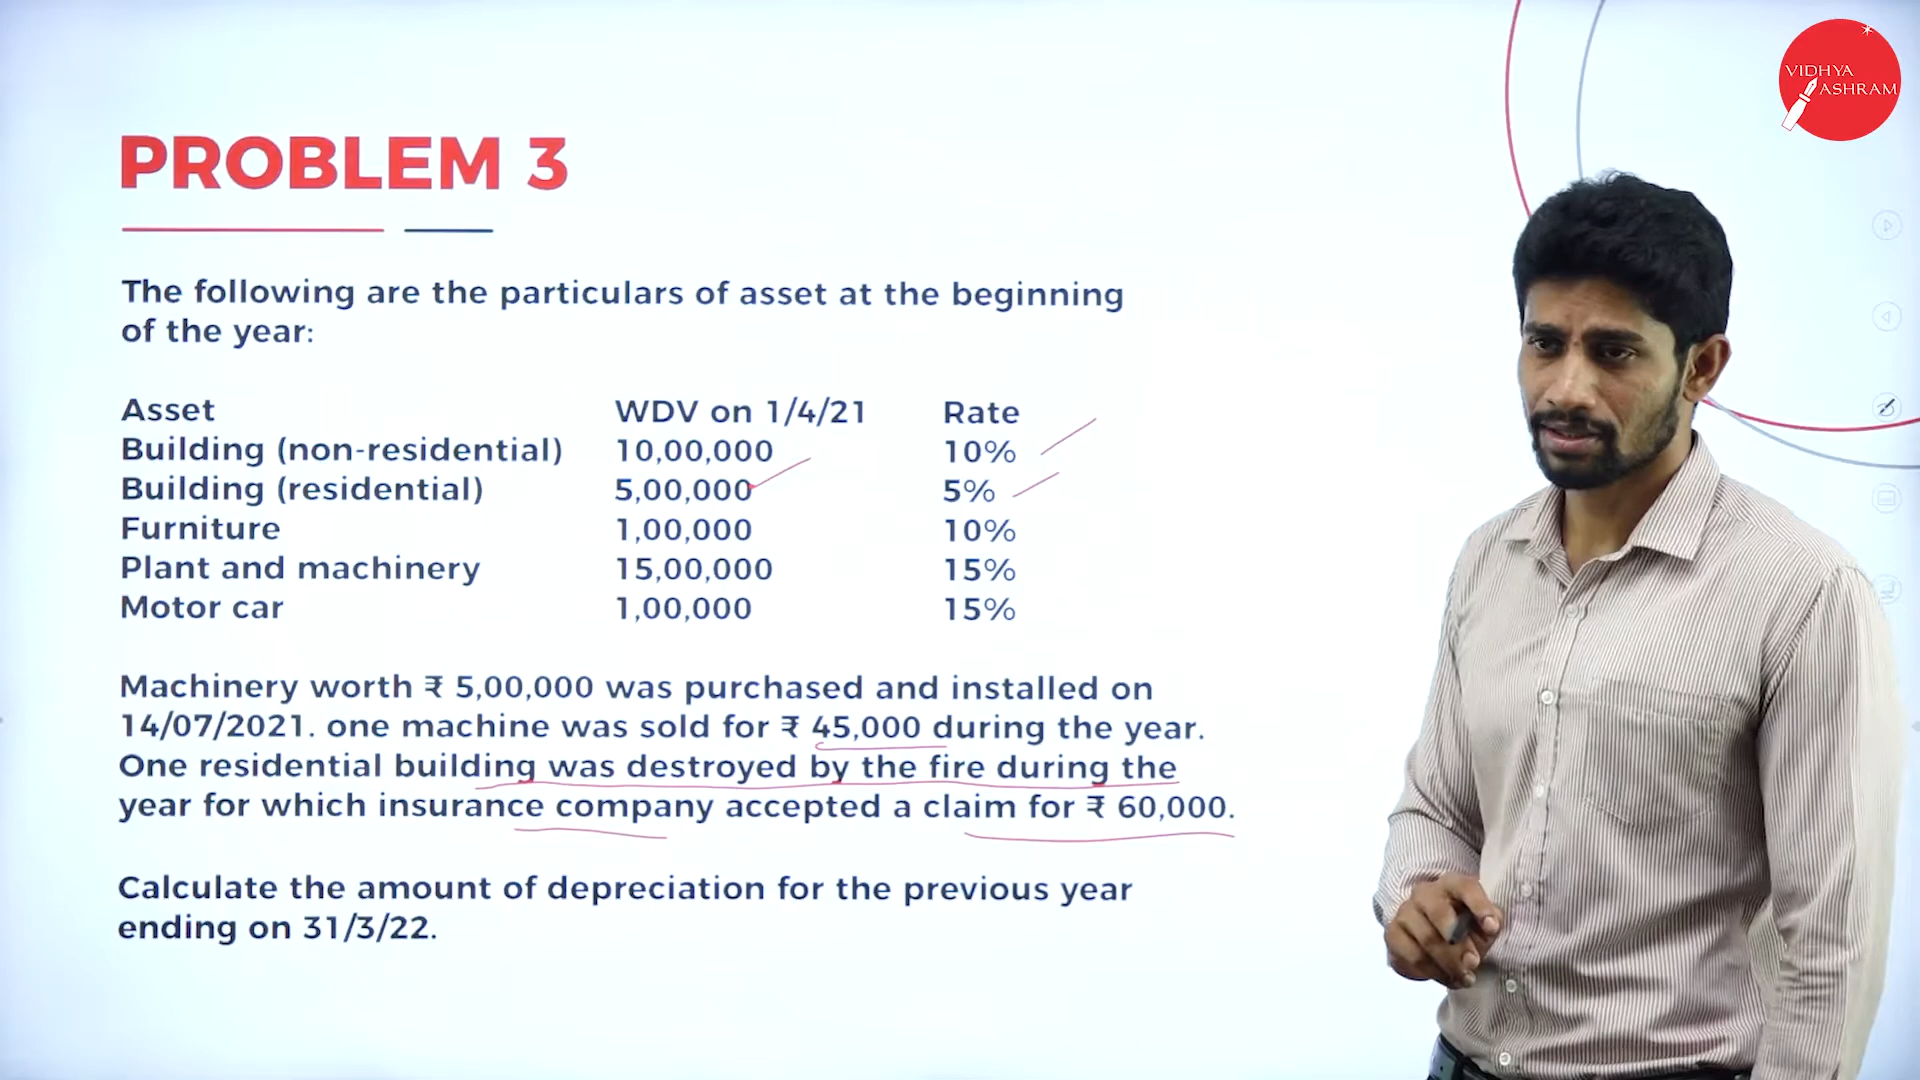 VIDHYA
ASHRAM
PROBLEM 3
The following are the particulars of asset at the beginning
of the year:
Asset WDV on 1/4/21 Rate
Building (non-residential) 10,00,000 10%
Building (residential) 5,00,000 5%
Furniture 1,00,000 10%
Plant and machinery 15,00,000 15%
Motor car 1,00,000 15%
Machinery worth ₹ 5,00,000 was purchased and installed on
14/07/2021. one machine was sold for ₹ 45,000 during the year.
One residential building was destroyed by the fire during the
year for which insurance company accepted a claim for ₹ 60,000.
Calculate the amount of depreciation for the previous year
ending on 31/3/22.